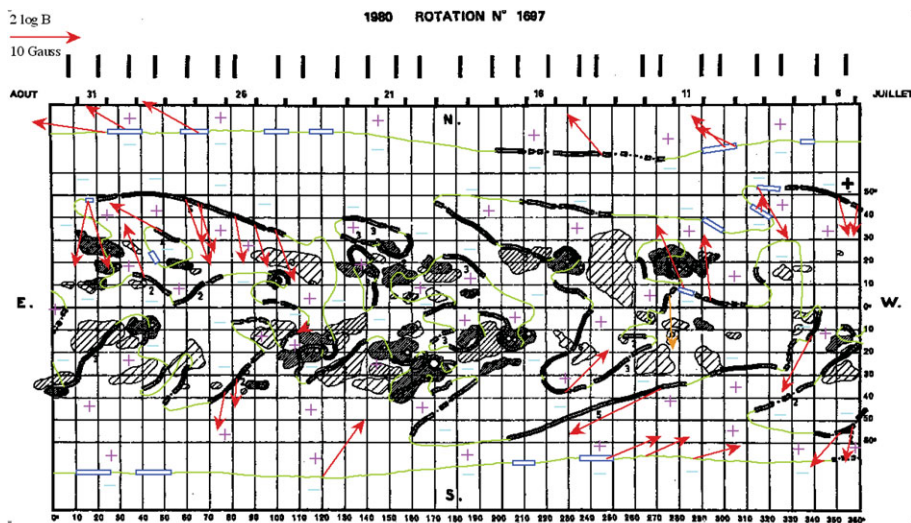 2 log B
1980 ROTATION N° 1697
10 Gauss
AOUT 31 26 21 16 11 6 JUILLET
N.
50°
40
30
20
10
E. 0° W.
10
20
30
40
50
60°
S.
0° 10 20 30 40 50 60 70 80 90 100 110 120 130 140 150 160 170 180 190 200 210 220 230 240 250 260 270 280 290 300 310 320 330 340 350 360°